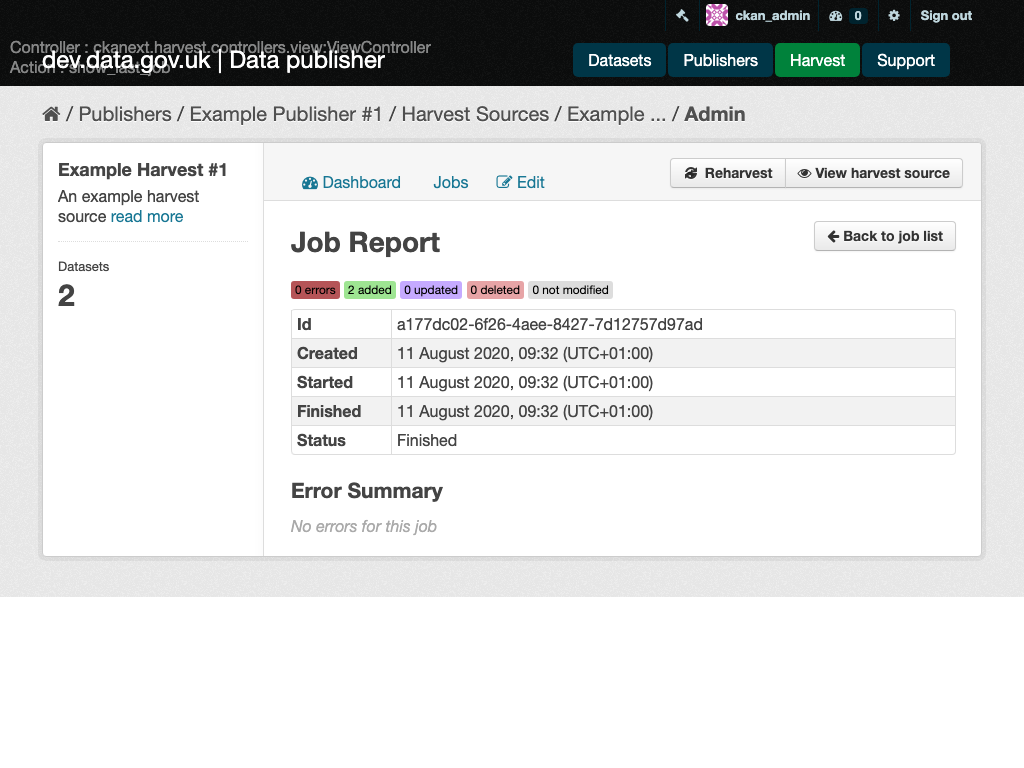 ckan_admin 0 Sign out
Controller : ckanext.harvest.controllers.view:ViewController
Action : show_last_job
dev.data.gov.uk | Data publisher
Datasets Publishers Harvest Support
/ Publishers / Example Publisher #1 / Harvest Sources / Example ... / Admin
Example Harvest #1
An example harvest
source read more
Datasets
2
Dashboard Jobs Edit
Reharvest View harvest source
Job Report
Back to job list
0 errors 2 added 0 updated 0 deleted 0 not modified
Id a177dc02-6f26-4aee-8427-7d12757d97ad
Created 11 August 2020, 09:32 (UTC+01:00)
Started 11 August 2020, 09:32 (UTC+01:00)
Finished 11 August 2020, 09:32 (UTC+01:00)
Status Finished
Error Summary
No errors for this job